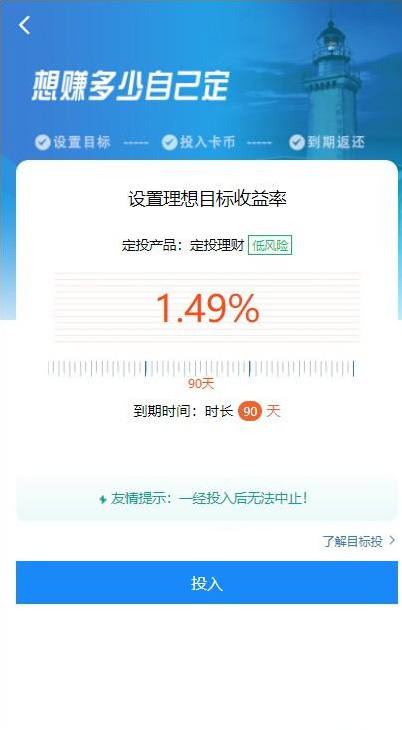 想赚多少自己定
设置目标 ----- 投入卡币 ----- 到期返还
设置理想目标收益率
定投产品：定投理财 低风险
1.49%
90天
到期时间：时长 90 天
友情提示：一经投入后无法中止！
了解目标投
投入